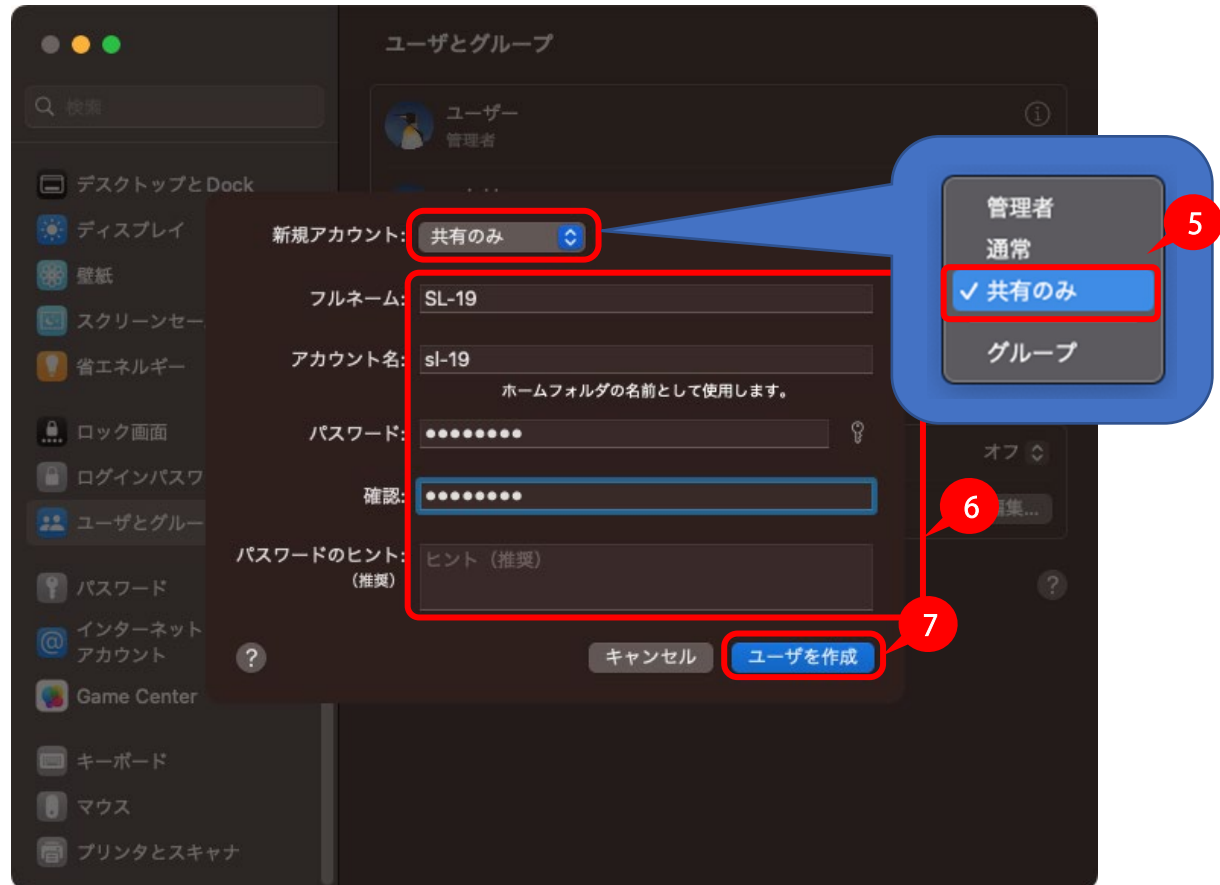 ユーザとグループ
検索
ユーザー
管理者
デスクトップとDock
ディスプレイ
壁紙
スクリーンセー
省エネルギー
ロック画面
ログインパスワ
ユーザとグルー
パスワード
インターネット
アカウント
Game Center
キーボード
マウス
プリンタとスキャナ
新規アカウント: 共有のみ
フルネーム: SL-19
アカウント名: sl-19
ホームフォルダの名前として使用します。
パスワード: ●●●●●●●●
確認: ●●●●●●●●
パスワードのヒント: ヒント（推奨）
（推奨）
? キャンセル ユーザを作成
管理者
通常
✓ 共有のみ
グループ
5
オフ
6
集...
?
7